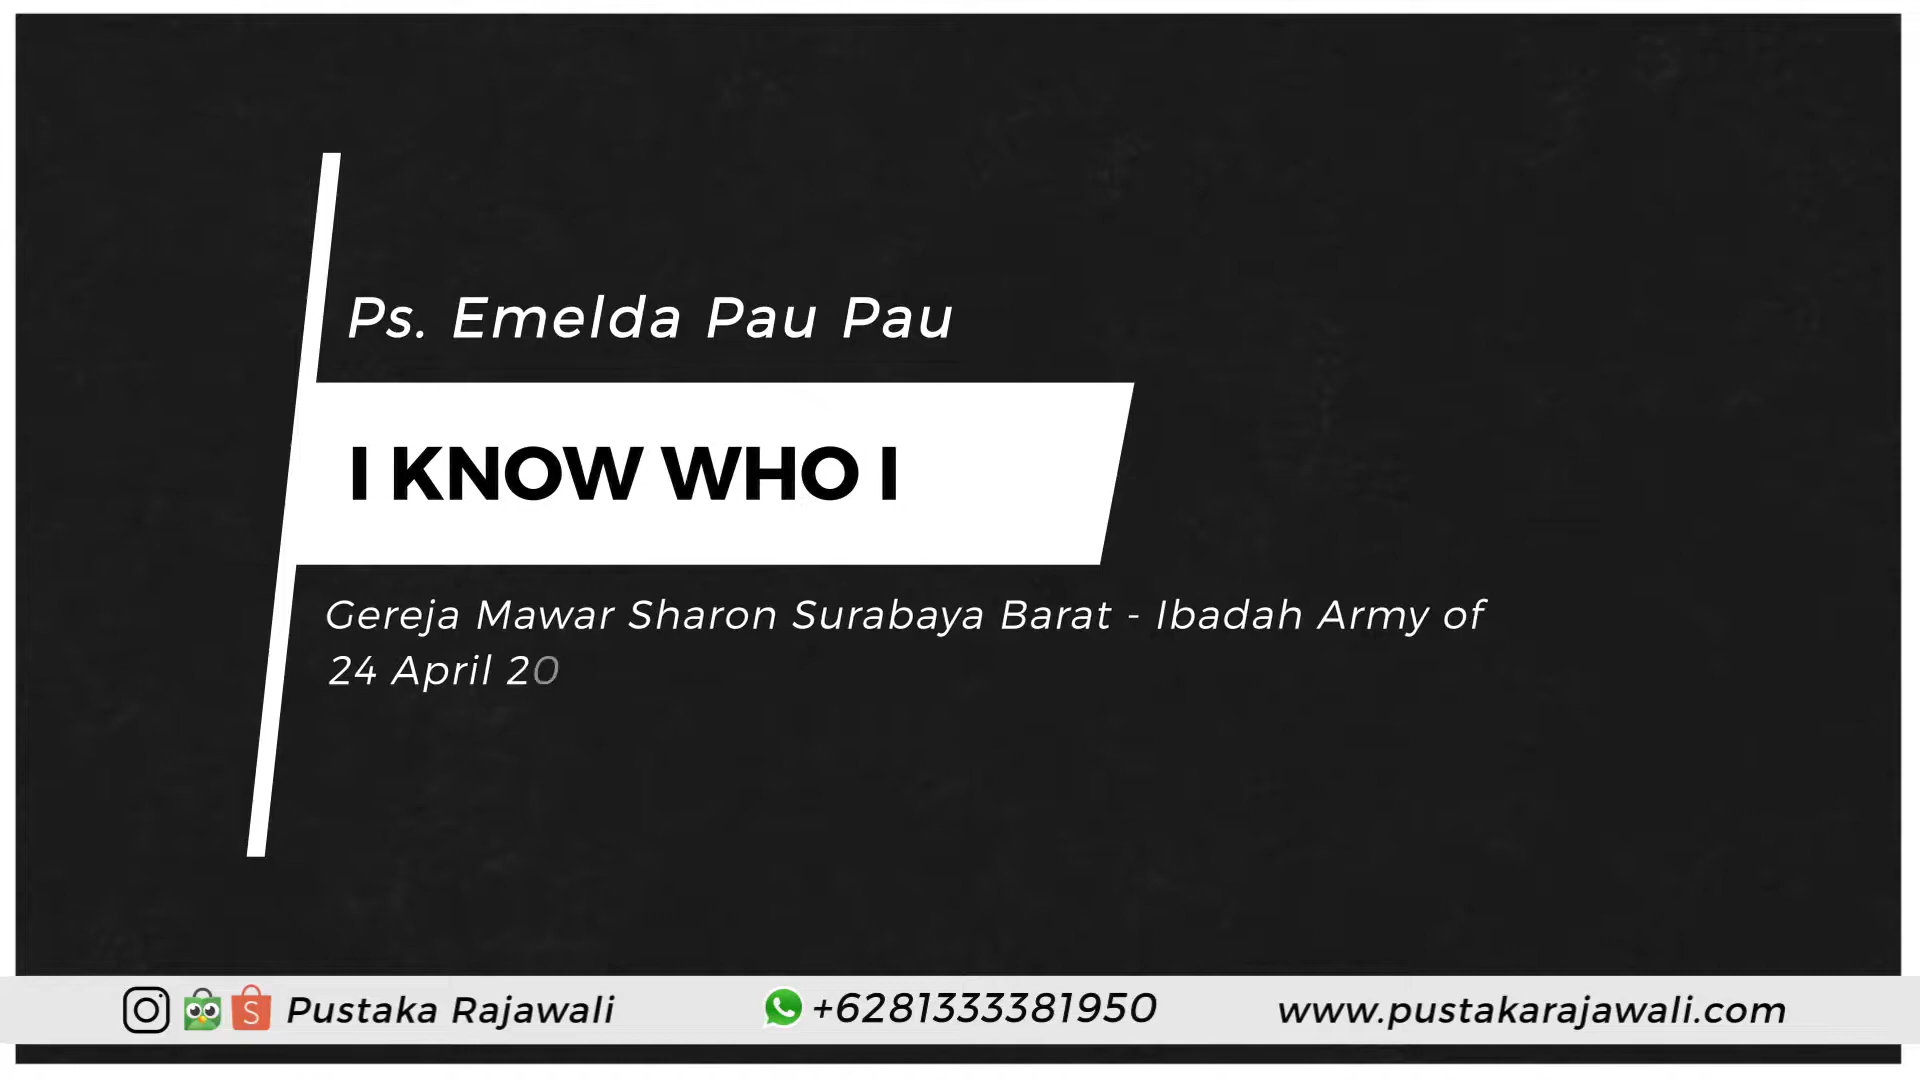 Ps. Emelda Pau Pau
I KNOW WHO I
Gereja Mawar Sharon Surabaya Barat - Ibadah Army of
24 April 20
Pustaka Rajawali
+6281333381950
www.pustakarajawali.com